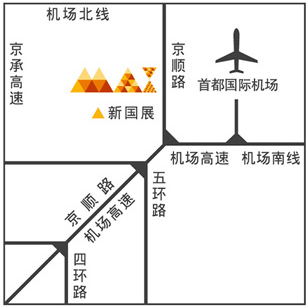 机场北线
京承高速
京顺路
首都国际机场
新国展
机场高速
机场南线
五环路
京顺路
机场高速
四环路